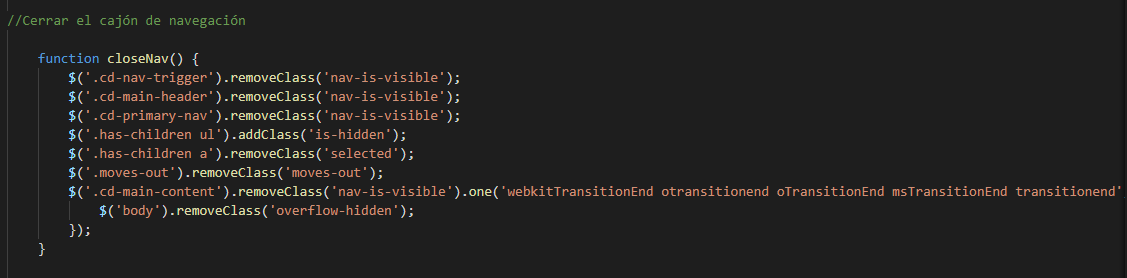 //Cerrar el cajón de navegación
function closeNav() {
$('.cd-nav-trigger').removeClass('nav-is-visible');
$('.cd-main-header').removeClass('nav-is-visible');
$('.cd-primary-nav').removeClass('nav-is-visible');
$('.has-children ul').addClass('is-hidden');
$('.has-children a').removeClass('selected');
$('.moves-out').removeClass('moves-out');
$('.cd-main-content').removeClass('nav-is-visible').one('webkitTransitionEnd otransitionend oTransitionEnd msTransitionEnd transitionend'
$('body').removeClass('overflow-hidden');
});
}